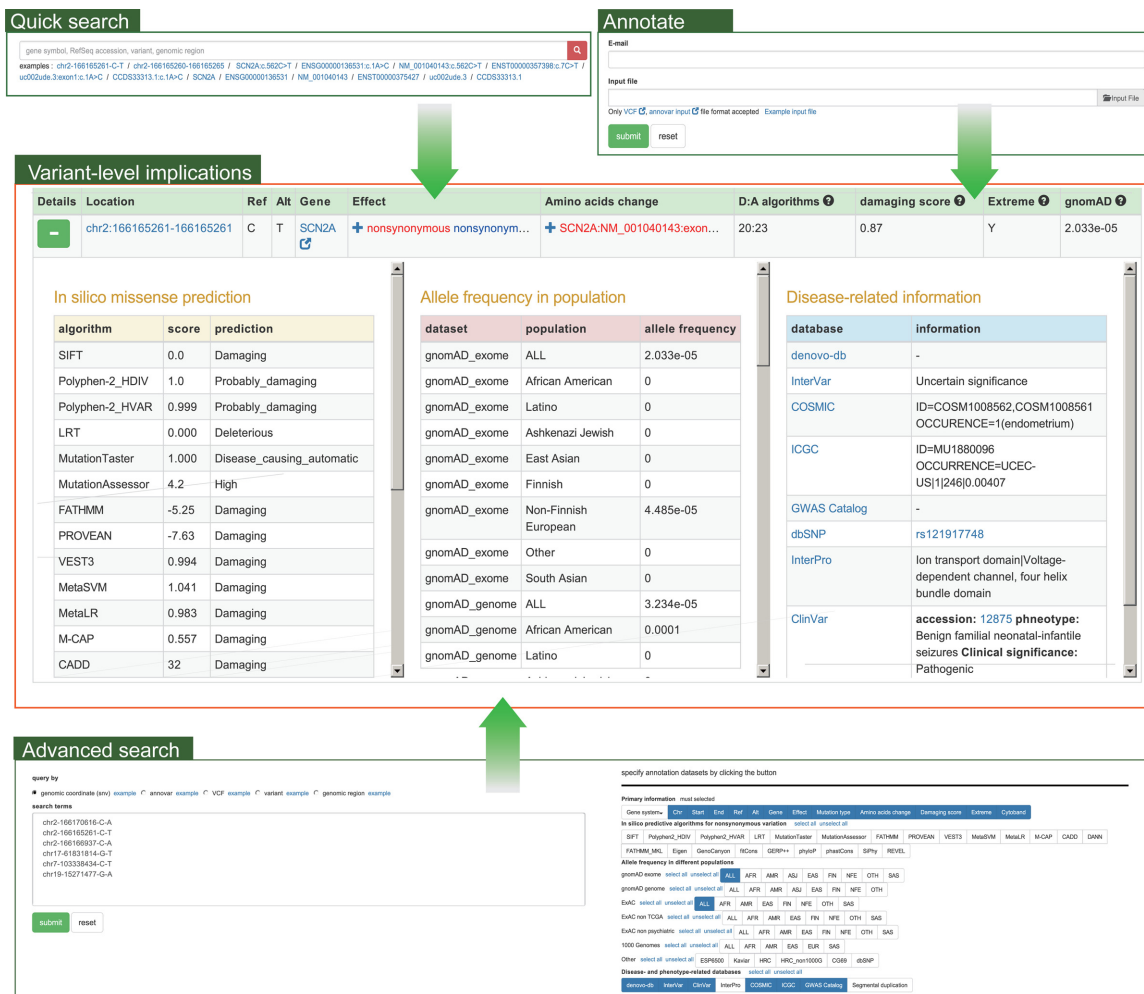 Quick search
gene symbol, RefSeq accession, variant, genomic region
examples : chr2-166165261-C-T / chr2-166165260-166165265 / SCN2A:c.562C>T / ENSG00000136531:c.1A>C / NM_001040143:c.562C>T / ENST00000357398:c.7C>T /
uc002ude.3:exon1:c.1A>C / CCDS33313.1:c.1A>C / SCN2A / ENSG00000136531 / NM_001040143 / ENST00000375427 / uc002ude.3 / CCDS33313.1
Annotate
E-mail
Input file
Input File
Only VCF, annovar input file format accepted Example input file
submit reset
Variant-level implications
Details Location Ref Alt Gene Effect Amino acids change D:A algorithms damaging score Extreme gnomAD
chr2:166165261-166165261 C T SCN2A nonsynonymous nonsynonym... SCN2A:NM_001040143:exon... 20:23 0.87 Y 2.033e-05
In silico missense prediction
algorithm score prediction
SIFT 0.0 Damaging
Polyphen-2_HDIV 1.0 Probably_damaging
Polyphen-2_HVAR 0.999 Probably_damaging
LRT 0.000 Deleterious
MutationTaster 1.000 Disease_causing_automatic
MutationAssessor 4.2 High
FATHMM -5.25 Damaging
PROVEAN -7.63 Damaging
VEST3 0.994 Damaging
MetaSVM 1.041 Damaging
MetaLR 0.983 Damaging
M-CAP 0.557 Damaging
CADD 32 Damaging
Allele frequency in population
dataset population allele frequency
gnomAD_exome ALL 2.033e-05
gnomAD_exome African American 0
gnomAD_exome Latino 0
gnomAD_exome Ashkenazi Jewish 0
gnomAD_exome East Asian 0
gnomAD_exome Finnish 0
gnomAD_exome Non-Finnish 4.485e-05
European
gnomAD_exome Other 0
gnomAD_exome South Asian 0
gnomAD_genome ALL 3.234e-05
gnomAD_genome African American 0.0001
gnomAD_genome Latino 0
Disease-related information
database information
denovo-db -
InterVar Uncertain significance
COSMIC ID=COSM1008562,COSM1008561
OCCURENCE=1(endometrium)
ICGC ID=MU1880096
OCCURRENCE=UCEC-
US|1|246|0.00407
GWAS Catalog -
dbSNP rs121917748
InterPro Ion transport domain|Voltage-
dependent channel, four helix
bundle domain
ClinVar accession: 12875 phneotype:
Benign familial neonatal-infantile
seizures Clinical significance:
Pathogenic
Advanced search
query by
genomic coordinate (snv) example annovar example VCF example variant example genomic region example
search terms
chr2-166170616-C-A
chr2-166165261-C-T
chr2-166166937-C-A
chr17-61831814-G-T
chr7-103338434-C-T
chr19-15271477-G-A
submit reset
specify annotation datasets by clicking the button
Primary information must selected
Gene system Chr Start End Ref Alt Gene Effect Mutation type Amino acids change Damaging score Extreme Cytoband
In silico predictive algorithms for nonsynonymous variation select all unselect all
SIFT Polyphen2_HDIV Polyphen2_HVAR LRT MutationTaster MutationAssessor FATHMM PROVEAN VEST3 MetaSVM MetaLR M-CAP CADD DANN
FATHMM_MKL Eigen GenoCanyon fitCons GERP++ phyloP phastCons SiPhy REVEL
Allele frequency in different populations
gnomAD exome select all unselect all ALL AFR AMR ASJ EAS FIN NFE OTH SAS
gnomAD genome select all unselect all ALL AFR AMR ASJ EAS FIN NFE OTH
ExAC select all unselect all ALL AFR AMR EAS FIN NFE OTH SAS
ExAC non TCGA select all unselect all ALL AFR AMR EAS FIN NFE OTH SAS
ExAC non psychiatric select all unselect all ALL AFR AMR EAS FIN NFE OTH SAS
1000 Genomes select all unselect all ALL AFR AMR EAS EUR SAS
Other select all unselect all ESP6500 Kaviar HRC HRC_non1000G CG69 dbSNP
Disease- and phenotype-related databases select all unselect all
denovo-db InterVar ClinVar InterPro COSMIC ICGC GWAS Catalog Segmental duplication